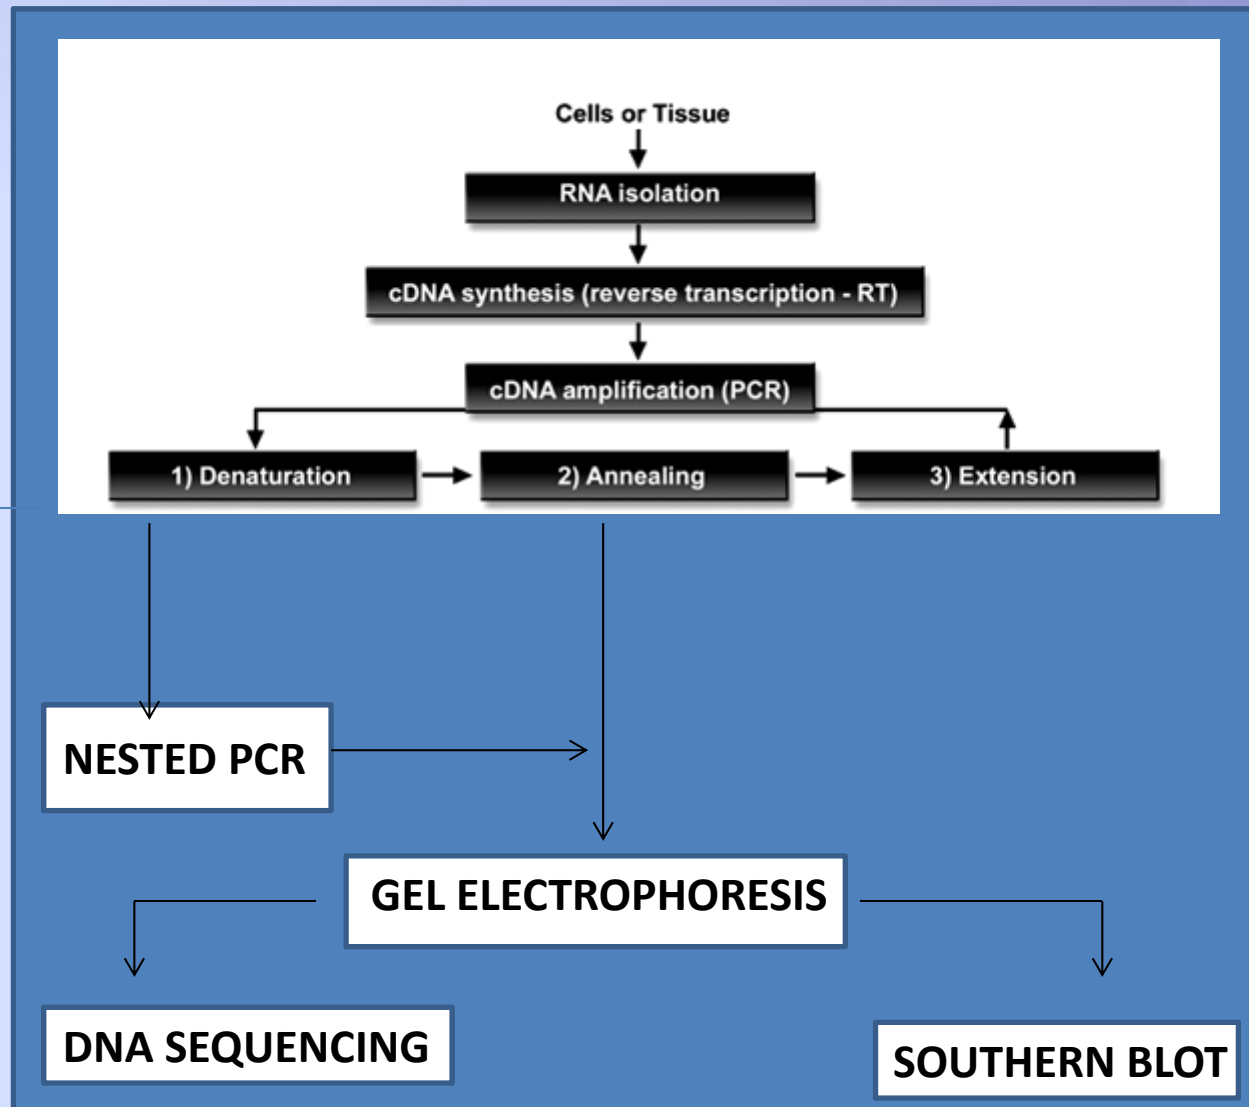 Cells or Tissue
RNA isolation
cDNA synthesis (reverse transcription - RT)
cDNA amplification (PCR)
1) Denaturation
2) Annealing
3) Extension
NESTED PCR
GEL ELECTROPHORESIS
DNA SEQUENCING
SOUTHERN BLOT